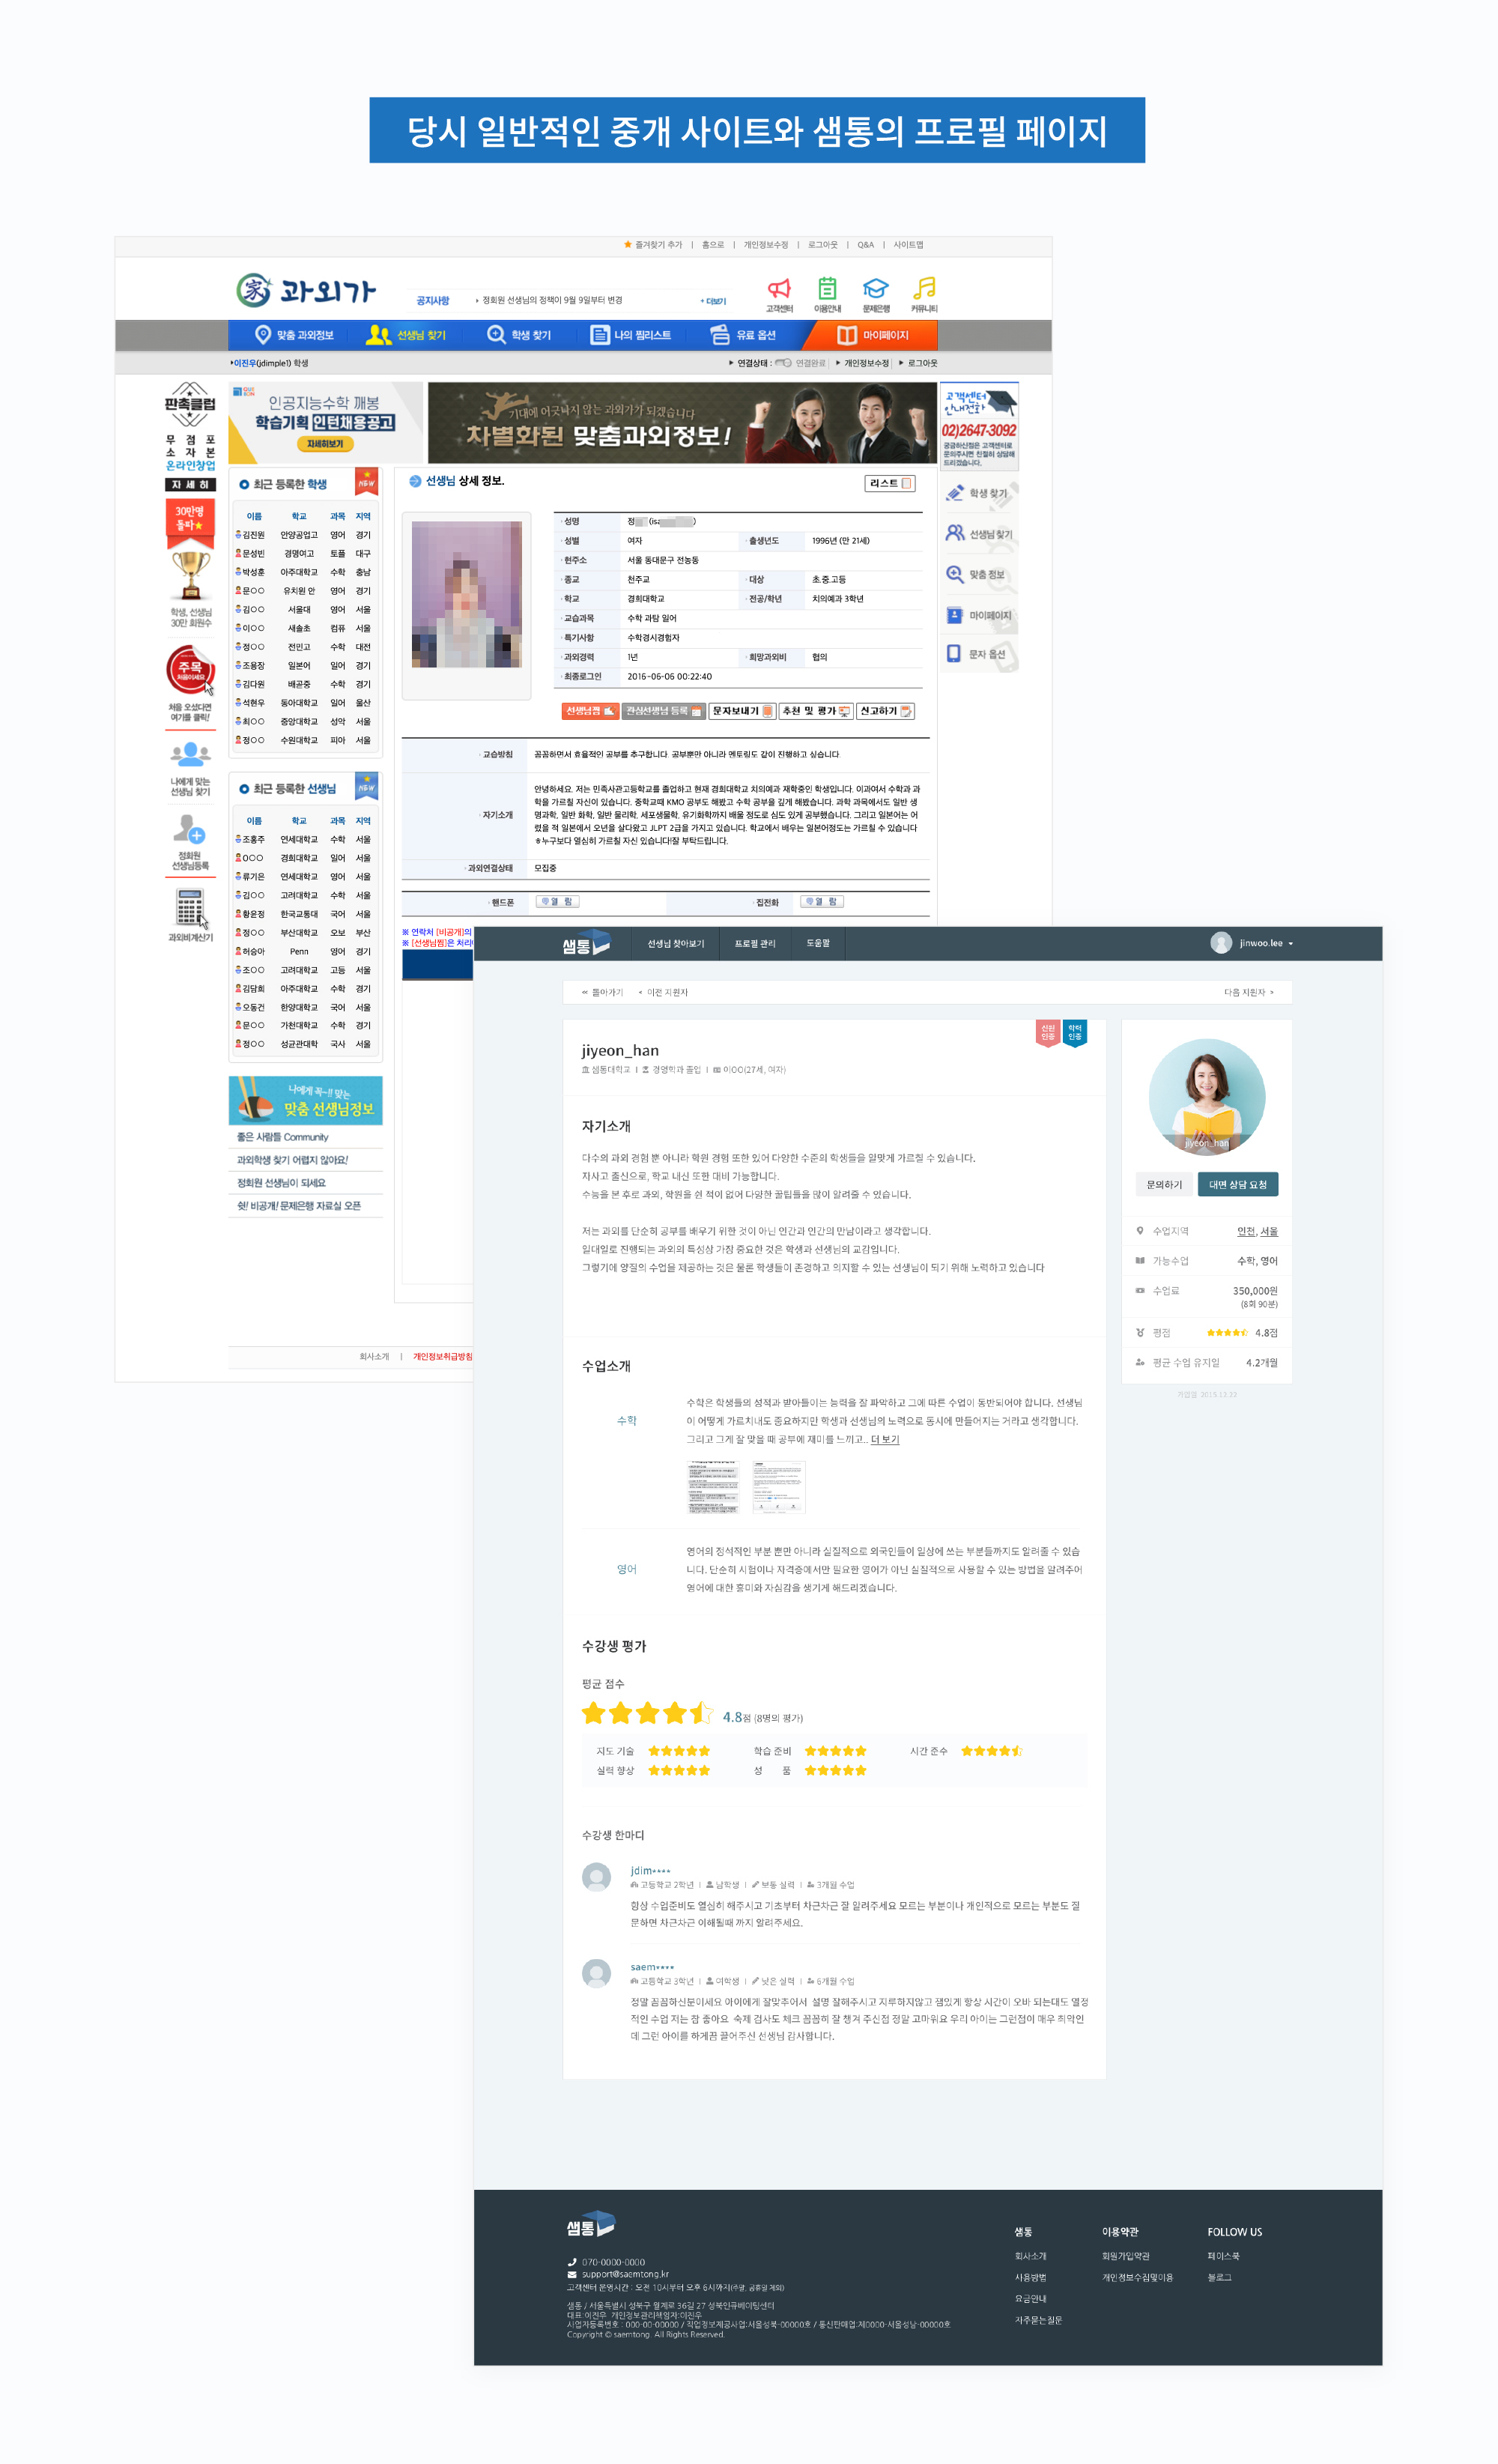 당시 일반적인 중개 사이트와 샘통의 프로필 페이지
즐겨찾기 추가 | 홈으로 | 개인정보수정 | 로그아웃 | Q&A | 사이트맵
家 과외가
공지사항 정회원 선생님의 정책이 9월 9일부터 변경 + 더보기
고객센터 이용안내 문제은행 커뮤니티
맞춤 과외정보 선생님 찾기 학생 찾기 나의 찜리스트 유료 옵션 마이페이지
이진우(jdimple1) 학생
연결상태 : 연결완료 개인정보수정 로그아웃
판촉클럽
무 점 포
소 자 본
온라인창업
자 세 히
30만명
돌파★
학생, 선생님
30만 회원수
주목
처음이세요
처음 오셨다면
여기를 클릭!
나에게 맞는
선생님 찾기
정회원
선생님등록
과외비계산기
인공지능수학 깨봉
학습기획 인턴채용공고
자세히보기
기대에 어긋나지 않는 과외가가 되겠습니다
차별화된 맞춤과외정보!
고객센터
안내전화
02)2647-3092
궁금하신점은 고객센터로
문의주시면 친절히 상담해
드리겠습니다.
학생 찾기
선생님 찾기
맞춤 정보
마이페이지
문자 옵션
최근 등록한 학생 NEW
이름 학교 과목 지역
김진원 안양공업고 영어 경기
문성빈 경명여고 토플 대구
박성훈 아주대학교 수학 충남
문○○ 유치원 안 영어 경기
김○○ 서울대 영어 서울
이○○ 새솔초 컴퓨 서울
정○○ 전민고 수학 대전
조용장 일본어 일어 경기
김다원 배곧중 수학 경기
석현우 동아대학교 일어 울산
최○○ 중앙대학교 성악 서울
정○○ 수원대학교 피아 서울
최근 등록한 선생님 NEW
이름 학교 과목 지역
조홍주 연세대학교 수학 서울
O○○ 경희대학교 일어 서울
류기은 연세대학교 영어 서울
김○○ 고려대학교 수학 서울
황윤정 한국교통대 국어 서울
정○○ 부산대학교 오보 부산
허승아 Penn 영어 경기
조○○ 고려대학교 고등 서울
김담희 아주대학교 수학 경기
오동건 한양대학교 국어 서울
문○○ 가천대학교 수학 경기
정○○ 성균관대학 국사 서울
나에게 꼭~!! 맞는
맞춤 선생님정보
좋은 사람들 Community
과외학생 찾기 어렵지 않아요!
정회원 선생님이 되세요
쉿! 비공개! 문제은행 자료실 오픈
선생님 상세 정보.
리스트
성명 정 (isa )
성별 여자 출생년도 1996년 (만 21세)
현주소 서울 동대문구 전농동
종교 천주교 대상 초.중.고등
학교 경희대학교 전공/학년 치의예과 3학년
교습과목 수학 과탐 일어
특기사항 수학경시경험자
과외경력 1년 희망과외비 협의
최종로그인 2016-06-06 00:22:40
선생님찜 관심선생님 등록 문자보내기 추천 및 평가 신고하기
교습방침 꼼꼼하면서 효율적인 공부를 추구합니다. 공부뿐만 아니라 멘토링도 같이 진행하고 싶습니다.
자기소개
안녕하세요. 저는 민족사관고등학교를 졸업하고 현재 경희대학교 치의예과 재학중인 학생입니다. 이과여서 수학과 과
학을 가르칠 자신이 있습니다. 중학교때 KMO 공부도 해봤고 수학 공부를 깊게 해봤습니다. 과학 과목에서도 일반 생
명과학, 일반 화학, 일반 물리학, 세포생물학, 유기화학까지 배울 정도로 심도 있게 공부했습니다. 그리고 일본어는 어
렸을 적 일본에서 오년을 살다왔고 JLPT 2급을 가지고 있습니다. 학교에서 배우는 일본어정도는 가르칠 수 있습니다
ㅎ누구보다 열심히 가르칠 자신 있습니다!잘 부탁드립니다.
과외연결상태 모집중
핸드폰 열 람 집전화 열 람
※ 연락처 [비공개]의
※ [선생님찜]은 처리
회사소개 | 개인정보취급방침
샘통 선생님 찾아보기 프로필 관리 도움말 jinwoo.lee
돌아가기 이전 지원자 다음 지원자
신원
인증
학력
인증
jiyeon_han
샘통대학교 | 경영학과 졸업 | 이OO(27세, 여자)
자기소개
다수의 과외 경험 뿐 아니라 학원 경험 또한 있어 다양한 수준의 학생들을 알맞게 가르칠 수 있습니다.
자사고 출신으로, 학교 내신 또한 대비 가능합니다.
수능을 본 후로 과외, 학원을 쉰 적이 없어 다양한 꿀팁들을 많이 알려줄 수 있습니다.
저는 과외를 단순히 공부를 배우기 위한 것이 아닌 인간과 인간의 만남이라고 생각합니다.
일대일로 진행되는 과외의 특성상 가장 중요한 것은 학생과 선생님의 교감입니다.
그렇기에 양질의 수업을 제공하는 것은 물론 학생들이 존경하고 의지할 수 있는 선생님이 되기 위해 노력하고 있습니다
jiyeon_han
문의하기 대면 상담 요청
수업지역 인천, 서울
가능수업 수학, 영어
수업료 350,000원
(8회 90분)
평점 4.8점
평균 수업 유지일 4.2개월
가입일 2015.12.22
수업소개
수학
수학은 학생들의 성적과 받아들이는 능력을 잘 파악하고 그에 따른 수업이 동반되어야 합니다. 선생님
이 어떻게 가르치내도 중요하지만 학생과 선생님의 노력으로 동시에 만들어지는 거라고 생각합니다.
그리고 그게 잘 맞을 때 공부에 재미를 느끼고... 더 보기
영어
영어의 정석적인 부분 뿐만 아니라 실질적으로 외국인들이 일상에 쓰는 부분들까지도 알려줄 수 있습
니다. 단순히 시험이나 자격증에서만 필요한 영어가 아닌 실질적으로 사용할 수 있는 방법을 알려주어
영어에 대한 흥미와 자심감을 생기게 해드리겠습니다.
수강생 평가
평균 점수
4.8점 (8명의 평가)
지도 기술 학습 준비 시간 준수
실력 향상 성 품
수강생 한마디
jdim****
고등학교 2학년 | 남학생 | 보통 실력 | 3개월 수업
항상 수업준비도 열심히 해주시고 기초부터 차근차근 잘 알려주세요 모르는 부분이나 개인적으로 모르는 부분도 질
문하면 차근차근 이해될때 까지 알려주세요.
saem****
고등학교 3학년 | 여학생 | 낮은 실력 | 6개월 수업
정말 꼼꼼하신분이세요 아이에게 잘맞추어서 설명 잘해주시고 지루하지않고 잼있게 항상 시간이 오바 되는대도 열정
적인 수업 저는 참 좋아요 숙제 검사도 체크 꼼꼼히 잘 챙겨 주신점 정말 고마워요 우리 아이는 그런점이 매우 취약인
데 그런 아이를 하게끔 끌어주신 선생님 감사합니다.
샘통
070-0000-0000
support@saemtong.kr
고객센터 운영시간 : 오전 10시부터 오후 6시까지(주말, 공휴일 제외)
샘통 / 서울특별시 성북구 월계로 36길 27 성북인큐베이팅센터
대표:이진우 개인정보관리책임자:이진우
사업자등록번호 : 000-00-00000 / 직업정보제공사업:서울성북-00000호 / 통신판매업:제0000-서울성남-00000호
Copyright © saemtong. All Rights Reserved.
샘통 이용약관 FOLLOW US
회사소개 회원가입약관 페이스북
사용방법 개인정보수집및이용 블로그
요금안내
자주묻는질문